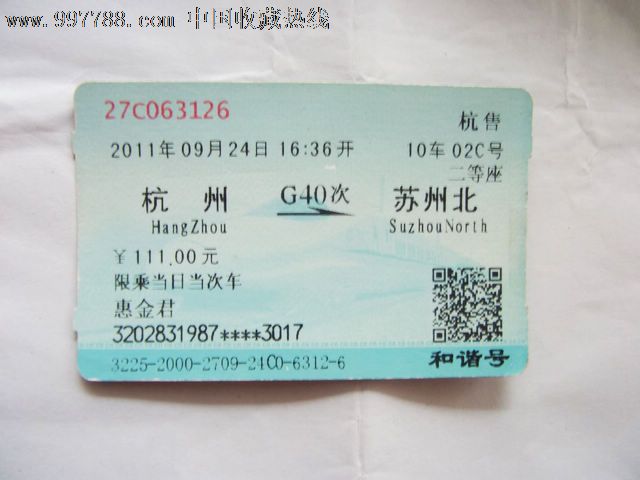 www.997788.com 中国收藏热线
27C063126
杭售
2011年09月24日 16:36开
10车 02C号
二等座
杭 州
G40次
苏州北
HangZhou
SuzhouNorth
￥111.00元
限乘当日当次车
惠金君
3202831987****3017
3225-2000-2709-24C0-6312-6
和谐号